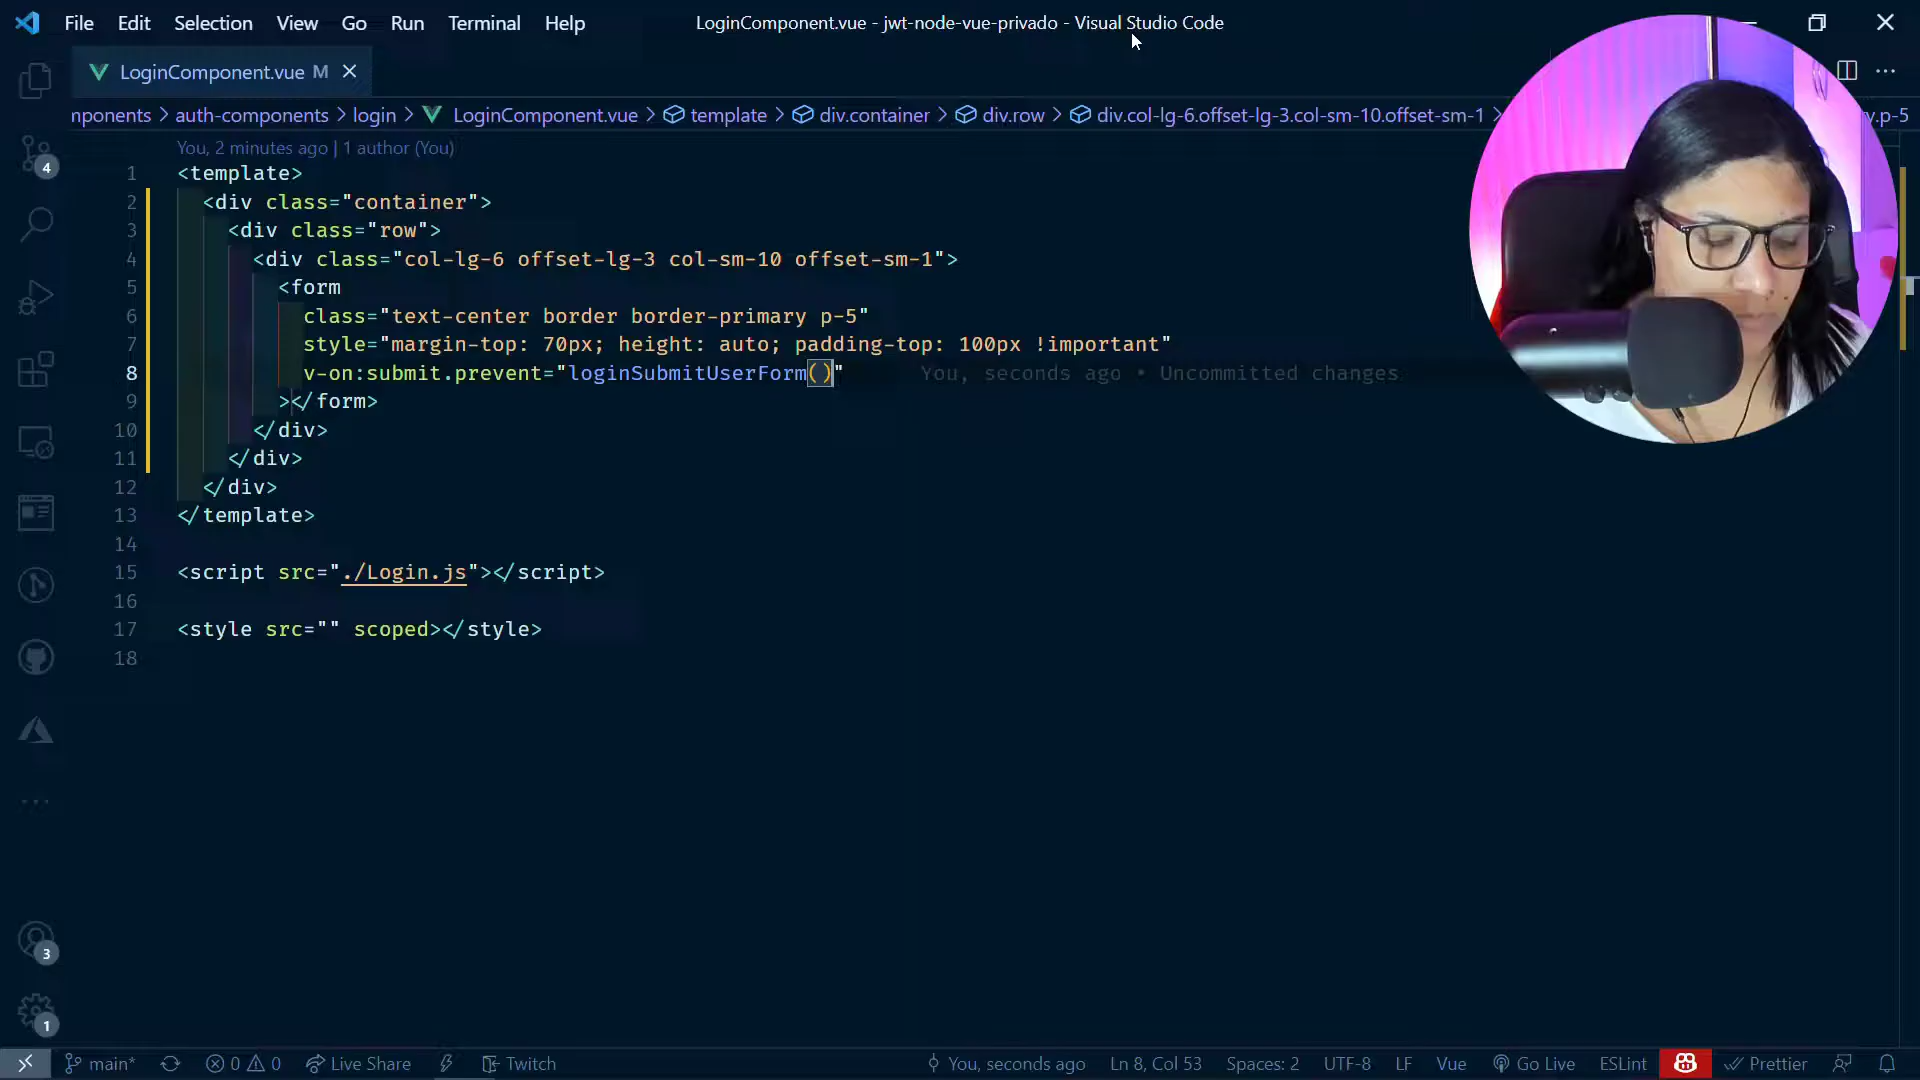 File Edit Selection View Go Run Terminal Help LoginComponent.vue - jwt-node-vue-privado - Visual Studio Code
LoginComponent.vue M
nponents > auth-components > login > LoginComponent.vue > template > div.container > div.row > div.col-lg-6.offset-lg-3.col-sm-10.offset-sm-1 > y.p-5
You, 2 minutes ago | 1 author (You)
1 <template>
2 <div class="container">
3 <div class="row">
4 <div class="col-lg-6 offset-lg-3 col-sm-10 offset-sm-1">
5 <form
6 class="text-center border border-primary p-5"
7 style="margin-top: 70px; height: auto; padding-top: 100px !important"
8 v-on:submit.prevent="loginSubmitUserForm()" You, seconds ago • Uncommitted changes
9 ></form>
10 </div>
11 </div>
12 </div>
13 </template>
14
15 <script src="./Login.js"></script>
16
17 <style src="" scoped></style>
18
4
3
1
main* 0 0 Live Share Twitch You, seconds ago Ln 8, Col 53 Spaces: 2 UTF-8 LF Vue Go Live ESLint Prettier